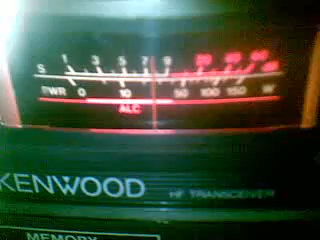 1 3 5 7 9 20 40 60 dB
S
PWR 0 10 50 100 150 W
ALC
KENWOOD HF TRANSCEIVER
MEMORY